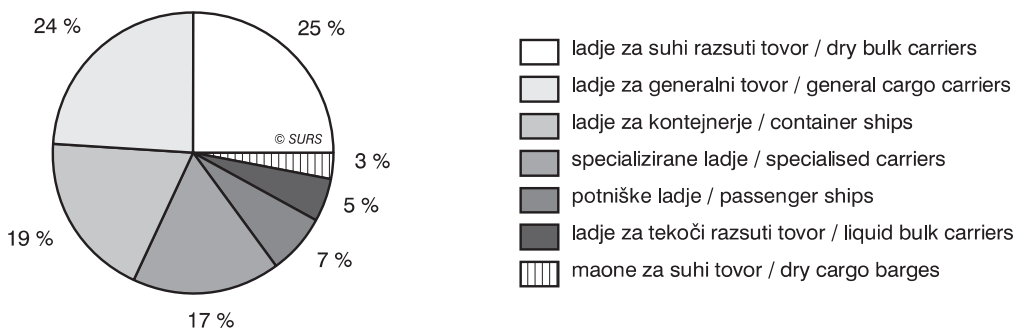 24 %
25 %
© SURS
3 %
5 %
7 %
19 %
17 %
ladje za suhi razsuti tovor / dry bulk carriers
ladje za generalni tovor / general cargo carriers
ladje za kontejnerje / container ships
specializirane ladje / specialised carriers
potniške ladje / passenger ships
ladje za tekoči razsuti tovor / liquid bulk carriers
maone za suhi tovor / dry cargo barges